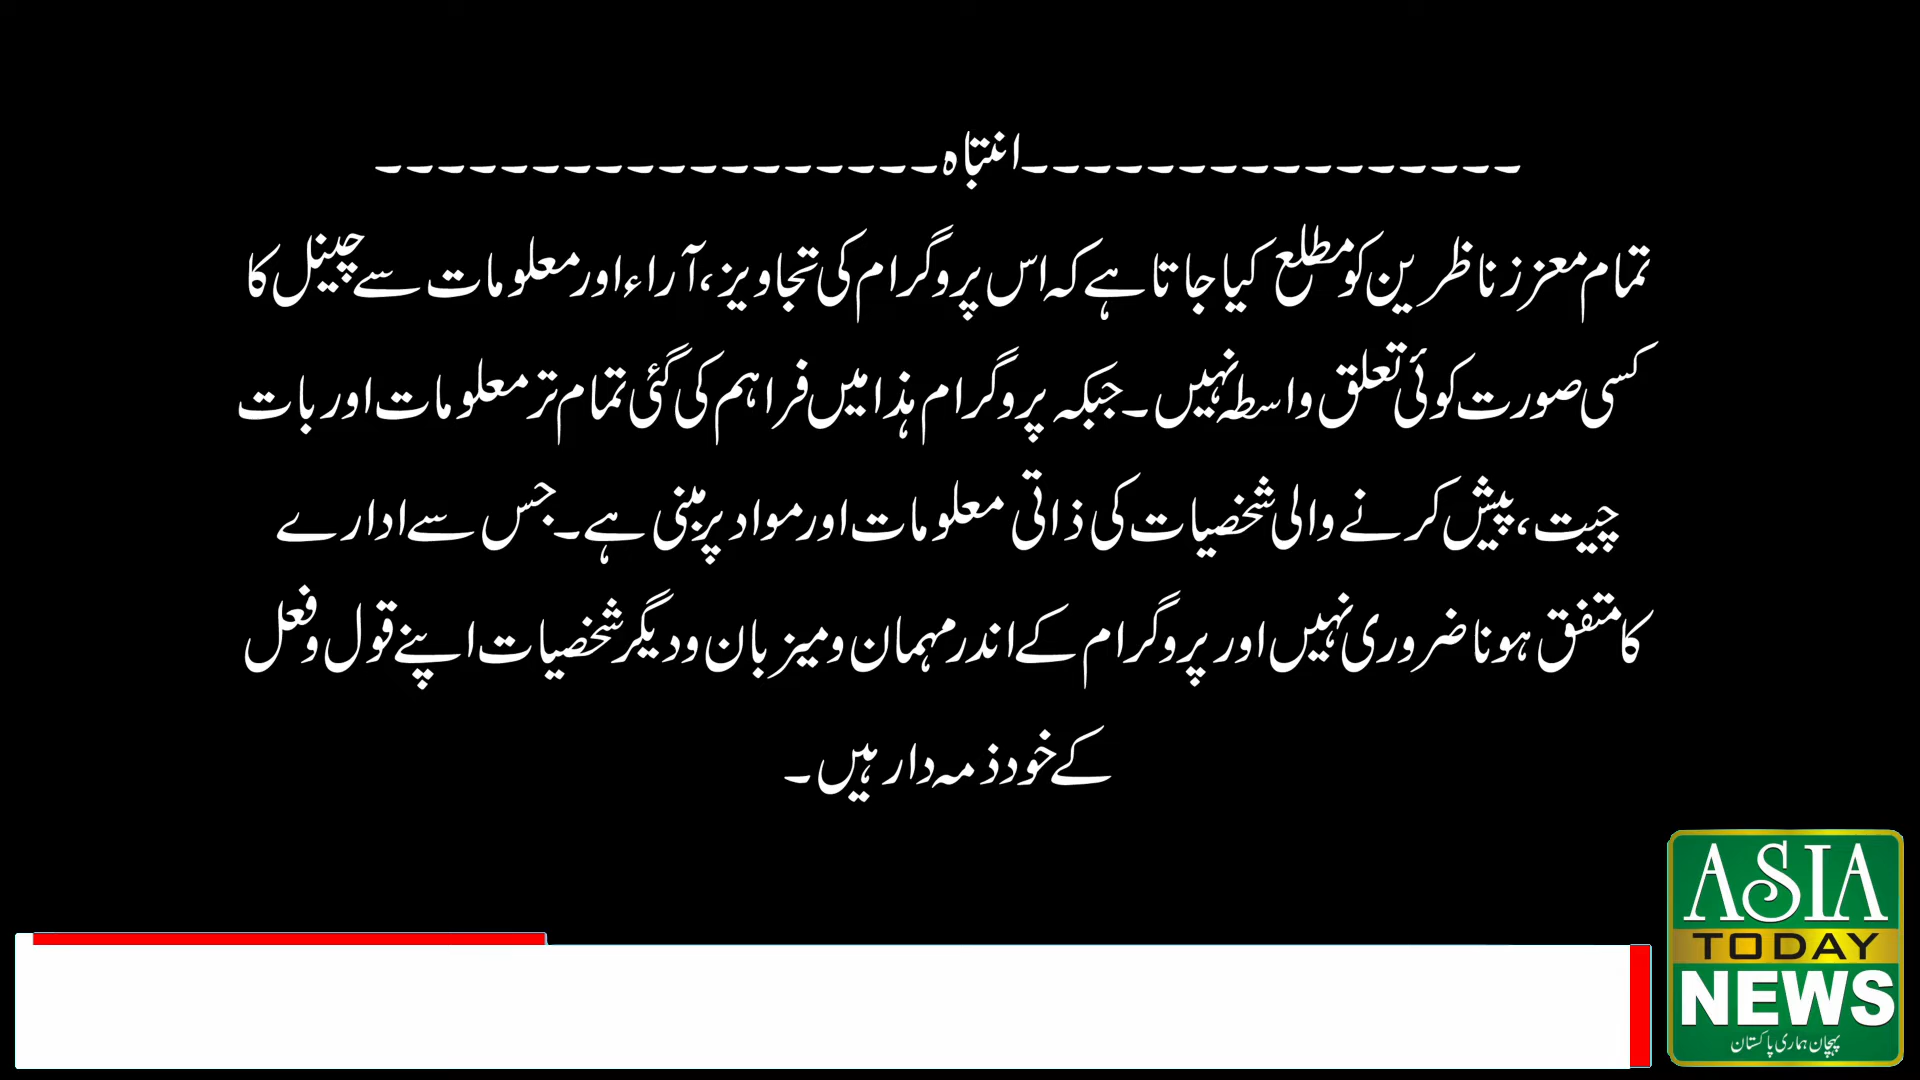 ۔۔۔۔۔۔۔۔۔۔۔۔۔۔۔۔انتباہ۔۔۔۔۔۔۔۔۔۔۔۔۔۔۔۔۔۔
تمام معزز ناظرین کو مطلع کیا جاتا ہے کہ اس پروگرام کی تجاویز، آراء اور معلومات سے چینل کا
کسی صورت کوئی تعلق واسطہ نہیں۔ جبکہ پروگرام ہذا میں فراہم کی گئی تمام تر معلومات اور بات
چیت، پیش کرنے والی شخصیات کی ذاتی معلومات اور مواد پر مبنی ہے۔ جس سے ادارے
کا متفق ہونا ضروری نہیں اور پروگرام کے اندر مہمان و میزبان و دیگر شخصیات اپنے قول و فعل
کے خود ذمہ دار ہیں۔
ASIA
TODAY
NEWS
پہچان ہماری پاکستان